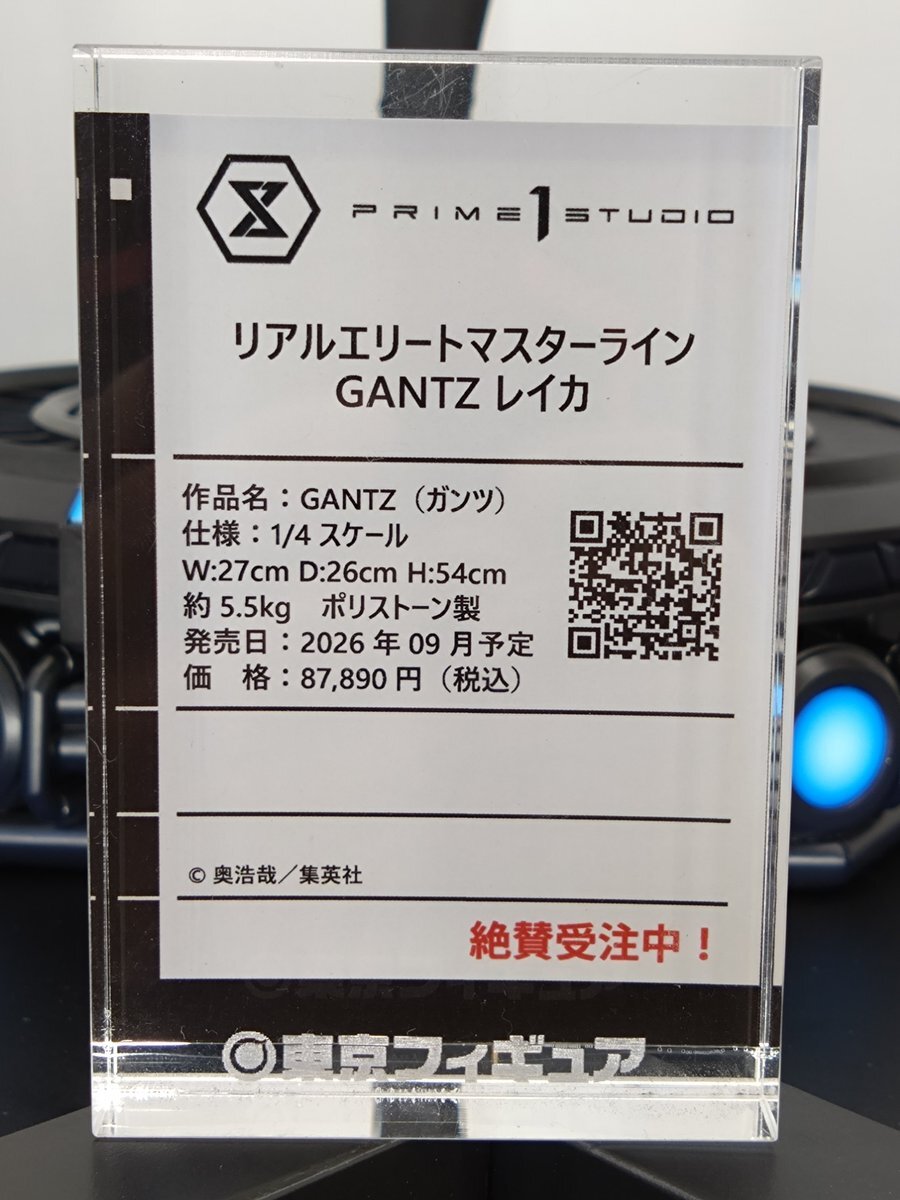 PRIME 1 STUDIO
リアルエリートマスターライン
GANTZ レイカ
作品名：GANTZ（ガンツ）
仕様：1/4 スケール
W:27cm D:26cm H:54cm
約 5.5kg　ポリストーン製
発売日：2026 年 09 月予定
価　格：87,890 円（税込）
© 奥浩哉／集英社
絶賛受注中！
東京フィギュア